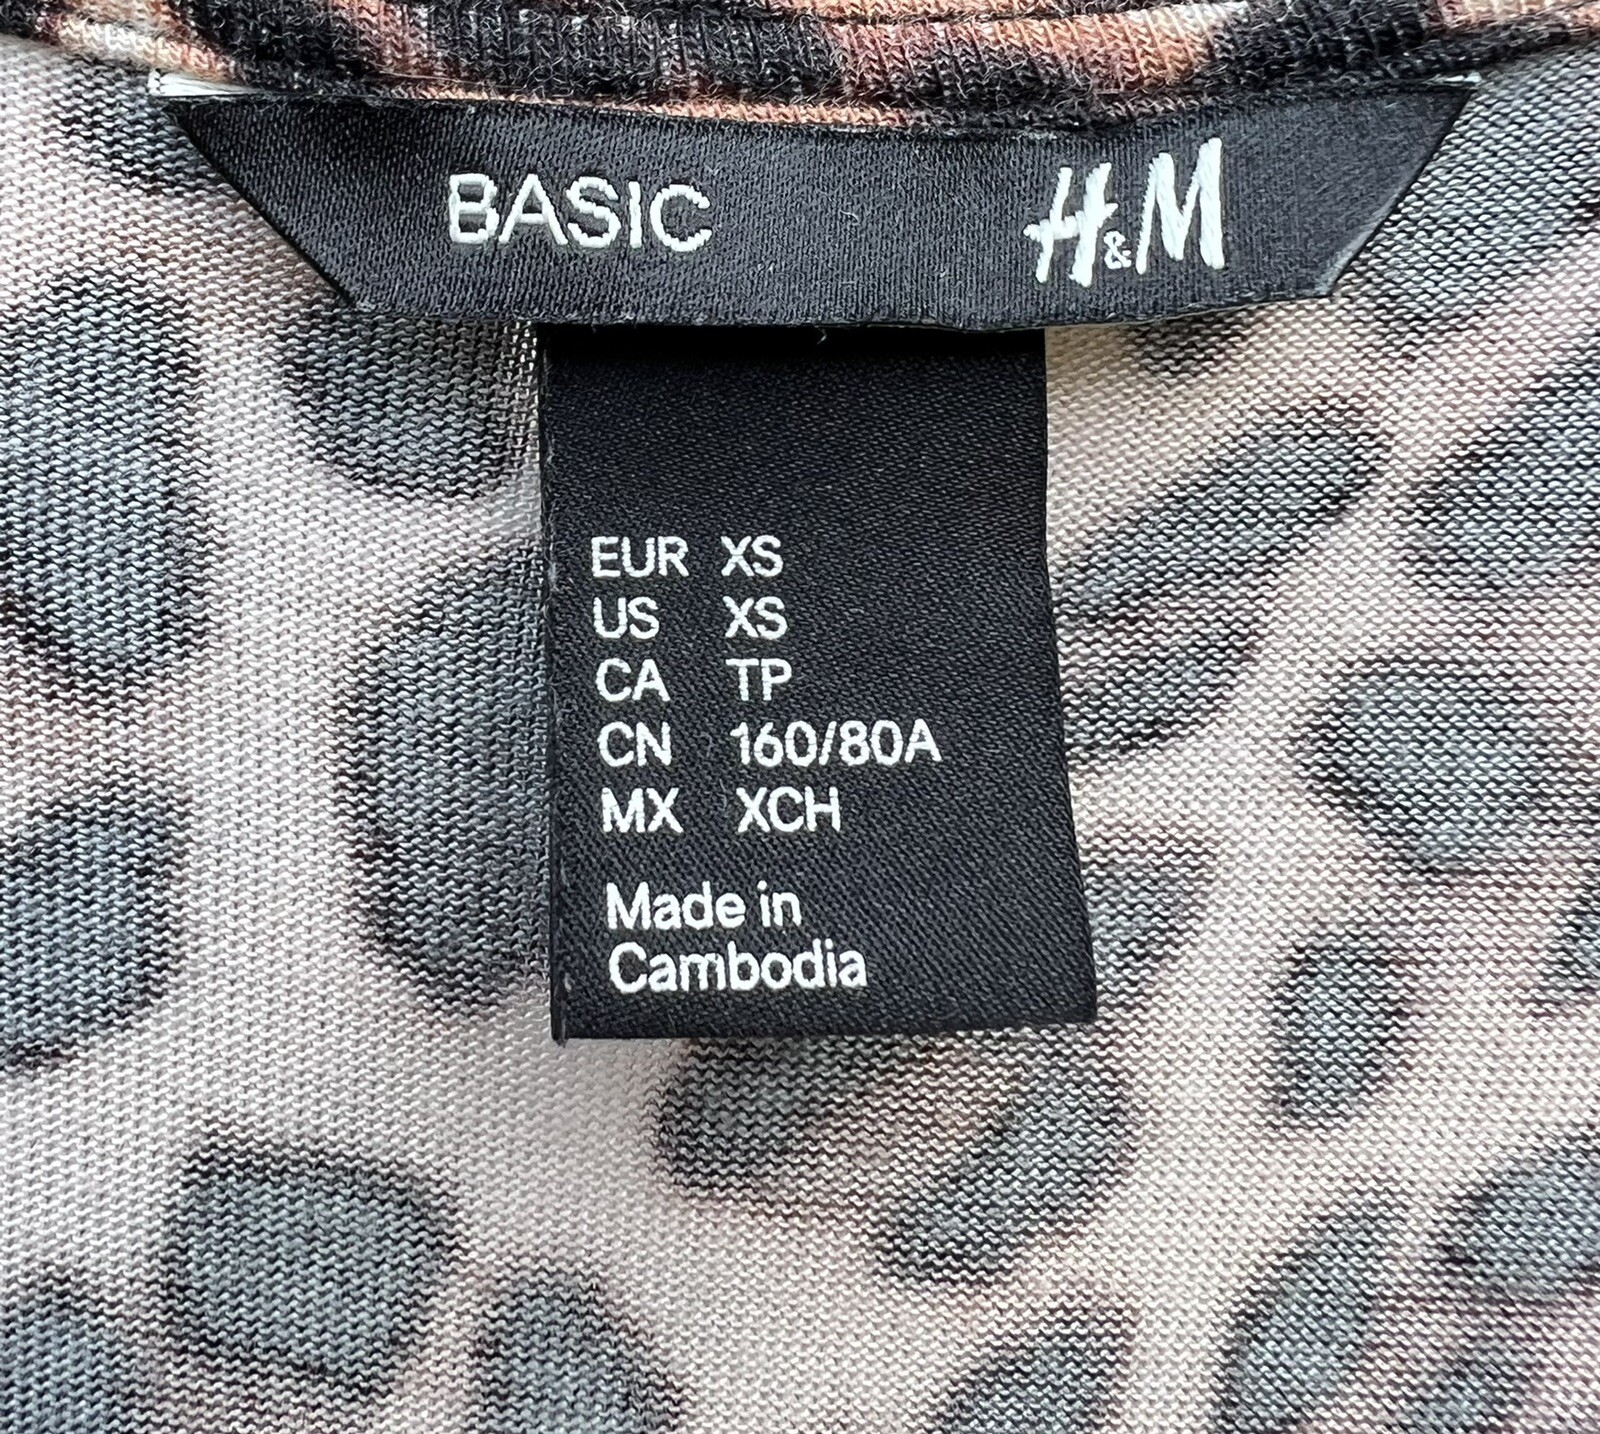 BASIC H&M
EUR XS
US XS
CA TP
CN 160/80A
MX XCH
Made in
Cambodia